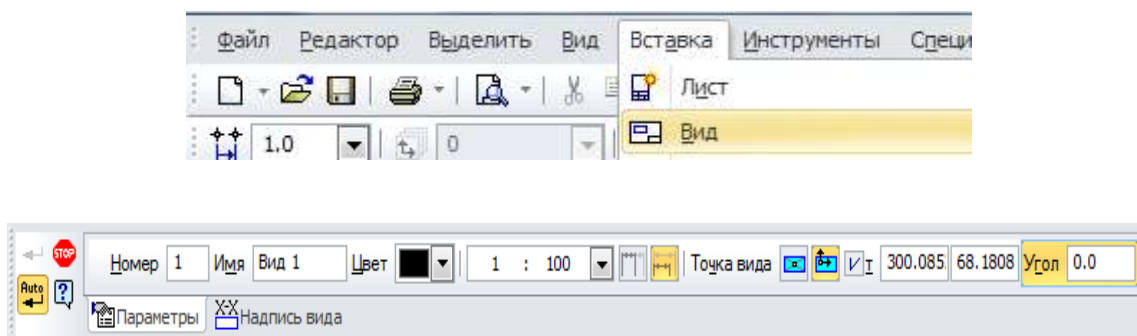 Файл Редактор Выделить Вид Вставка Инструменты Специ
Лист
1.0 0 Вид
STOP Номер 1 Имя Вид 1 Цвет 1 : 100 Точка вида т 300.085 68.1808 Угол 0.0
Auto ?
Параметры X-X Надпись вида